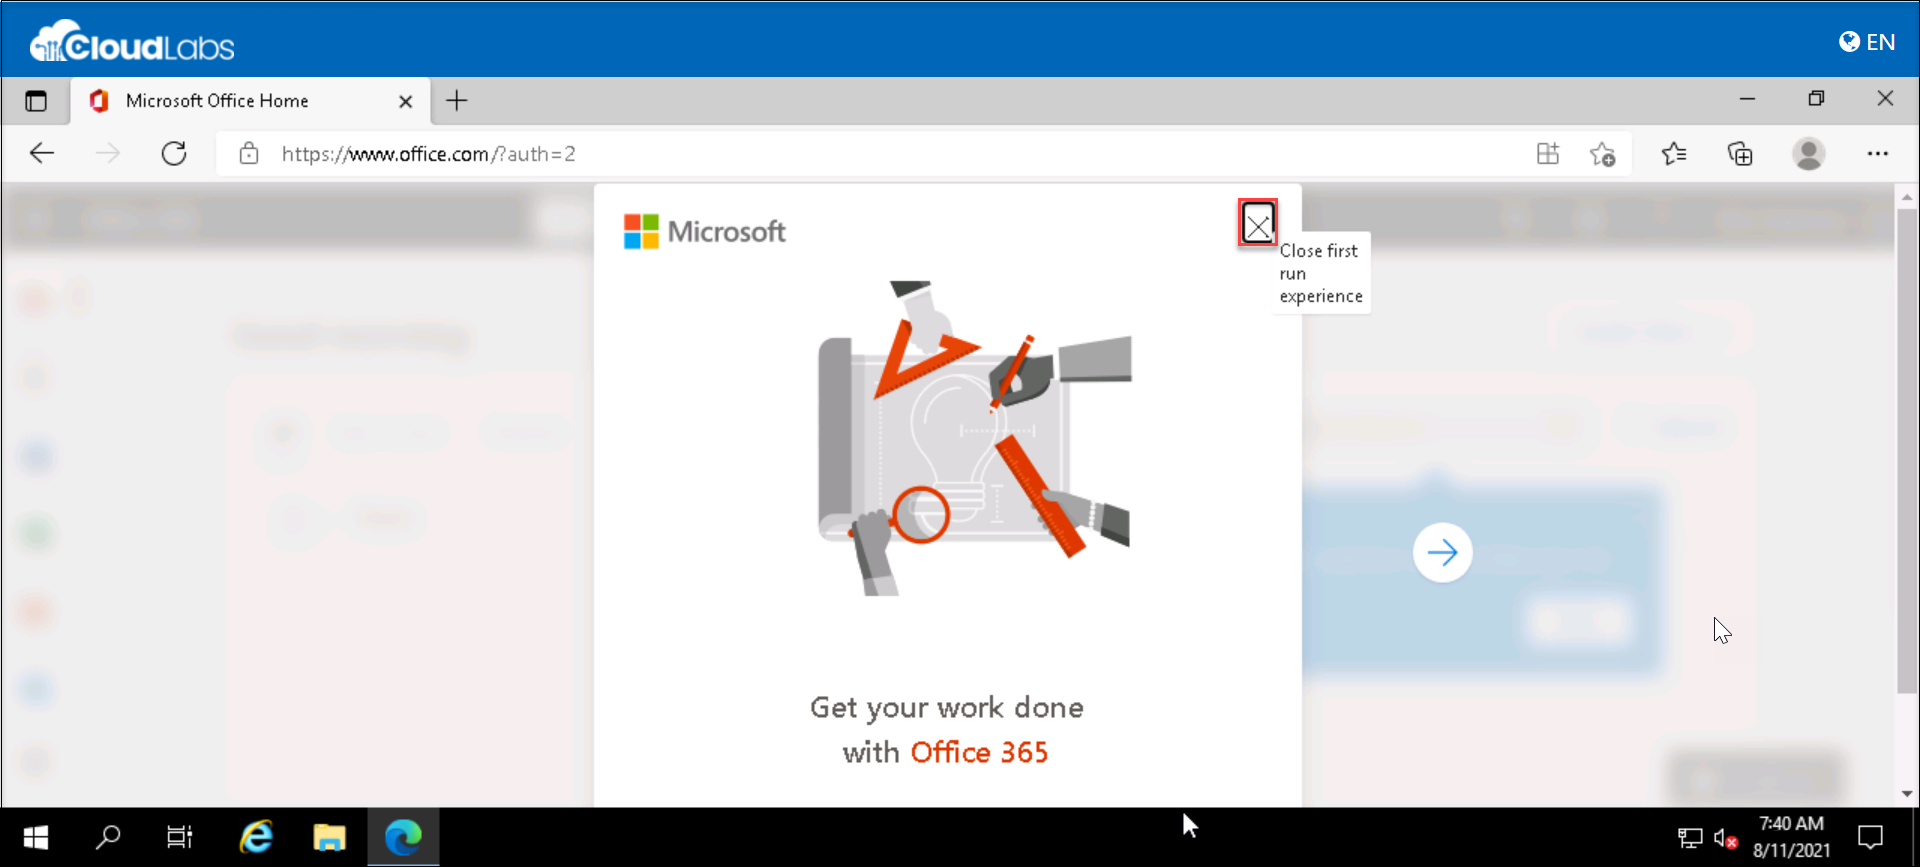 CloudLabs
EN
Microsoft Office Home
https://www.office.com/?auth=2
Microsoft
Close first
run
experience
Get your work done
with Office 365
7:40 AM
8/11/2021